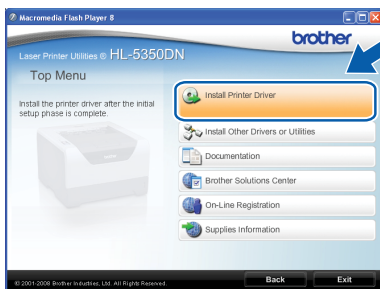 Macromedia Flash Player 8
brother
Laser Printer Utilities ® HL-5350DN
Top Menu
Install the printer driver after the initial
setup phase is complete.
Install Printer Driver
Install Other Drivers or Utilities
Documentation
Brother Solutions Center
On-Line Registration
Supplies Information
© 2001-2008 Brother Industries, Ltd. All Rights Reserved.
Back
Exit